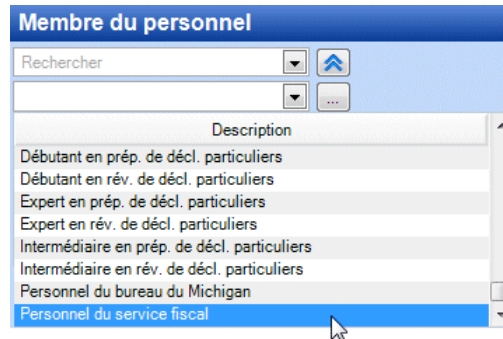 Membre du personnel
Rechercher
...
Description
Débutant en prép. de décl. particuliers
Débutant en rév. de décl. particuliers
Expert en prép. de décl. particuliers
Expert en rév. de décl. particuliers
Intermédiaire en prép. de décl. particuliers
Intermédiaire en rév. de décl. particuliers
Personnel du bureau du Michigan
Personnel du service fiscal